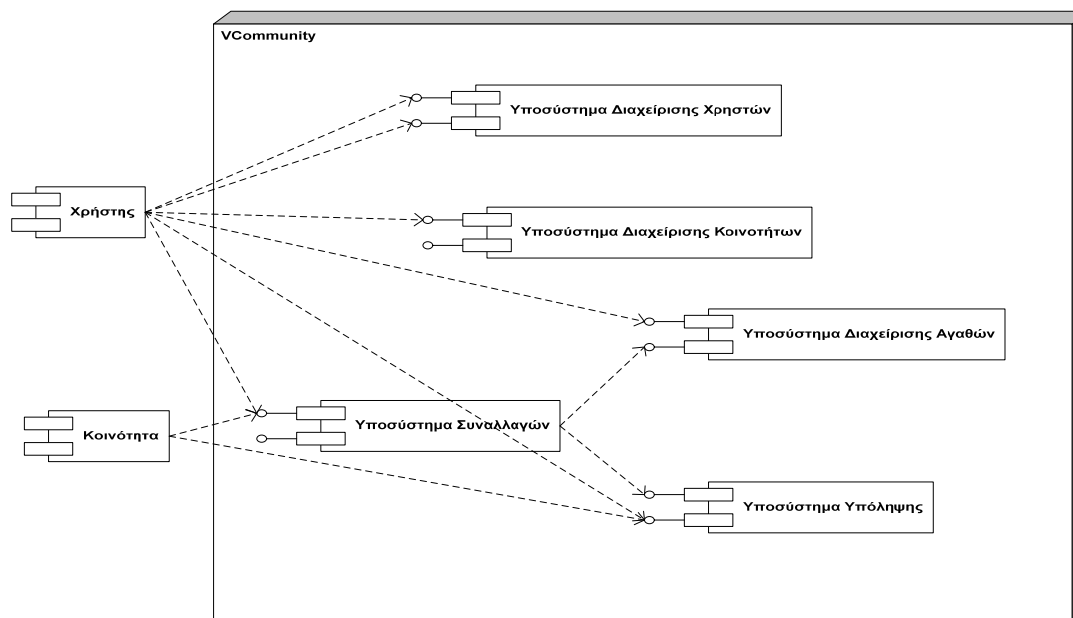 VCommunity
Υποσύστημα Διαχείρισης Χρηστών
Χρήστης
Υποσύστημα Διαχείρισης Κοινοτήτων
Υποσύστημα Διαχείρισης Αγαθών
Κοινότητα
Υποσύστημα Συναλλαγών
Υποσύστημα Υπόληψης